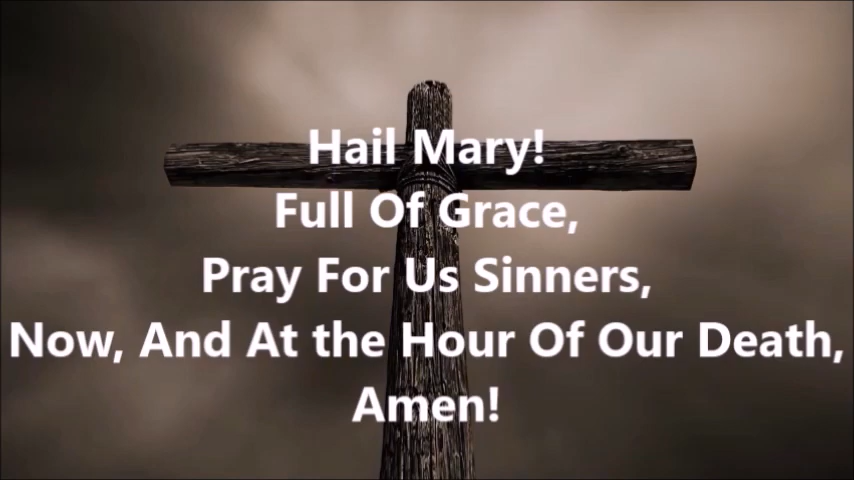 Hail Mary!
Full Of Grace,
Pray For Us Sinners,
Now, And At the Hour Of Our Death,
Amen!